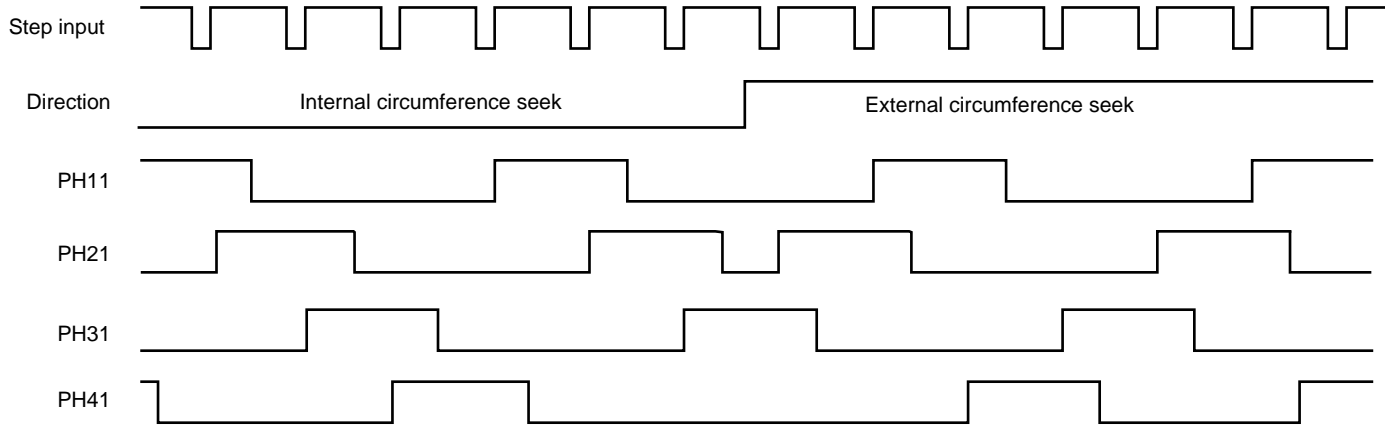 Step input
Direction
Internal circumference seek
External circumference seek
PH11
PH21
PH31
PH41